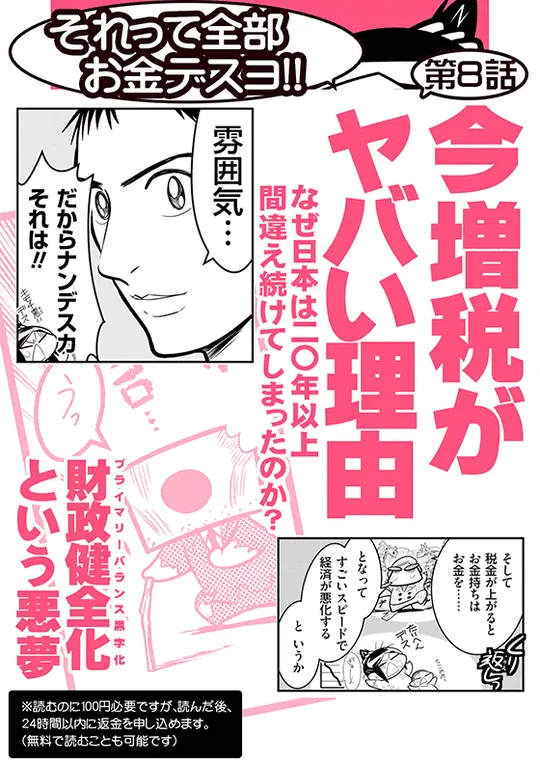 それって全部
お金デスヨ!!
第8話
今増税が
ヤバい理由
なぜ日本は二〇年以上
間違え続けてしまったのか?
雰囲気…
だからナンデスカ
それは!!
うっ
プライマリーバランス黒字化
財政健全化
という悪夢
そして
税金が上がると
お金持ちは
お金を……
くり
返し
となって
すごいスピードで
経済が悪化する
と いうか
※読むのに100円必要ですが、読んだ後、
24時間以内に返金を申し込めます。
(無料で読むことも可能です)